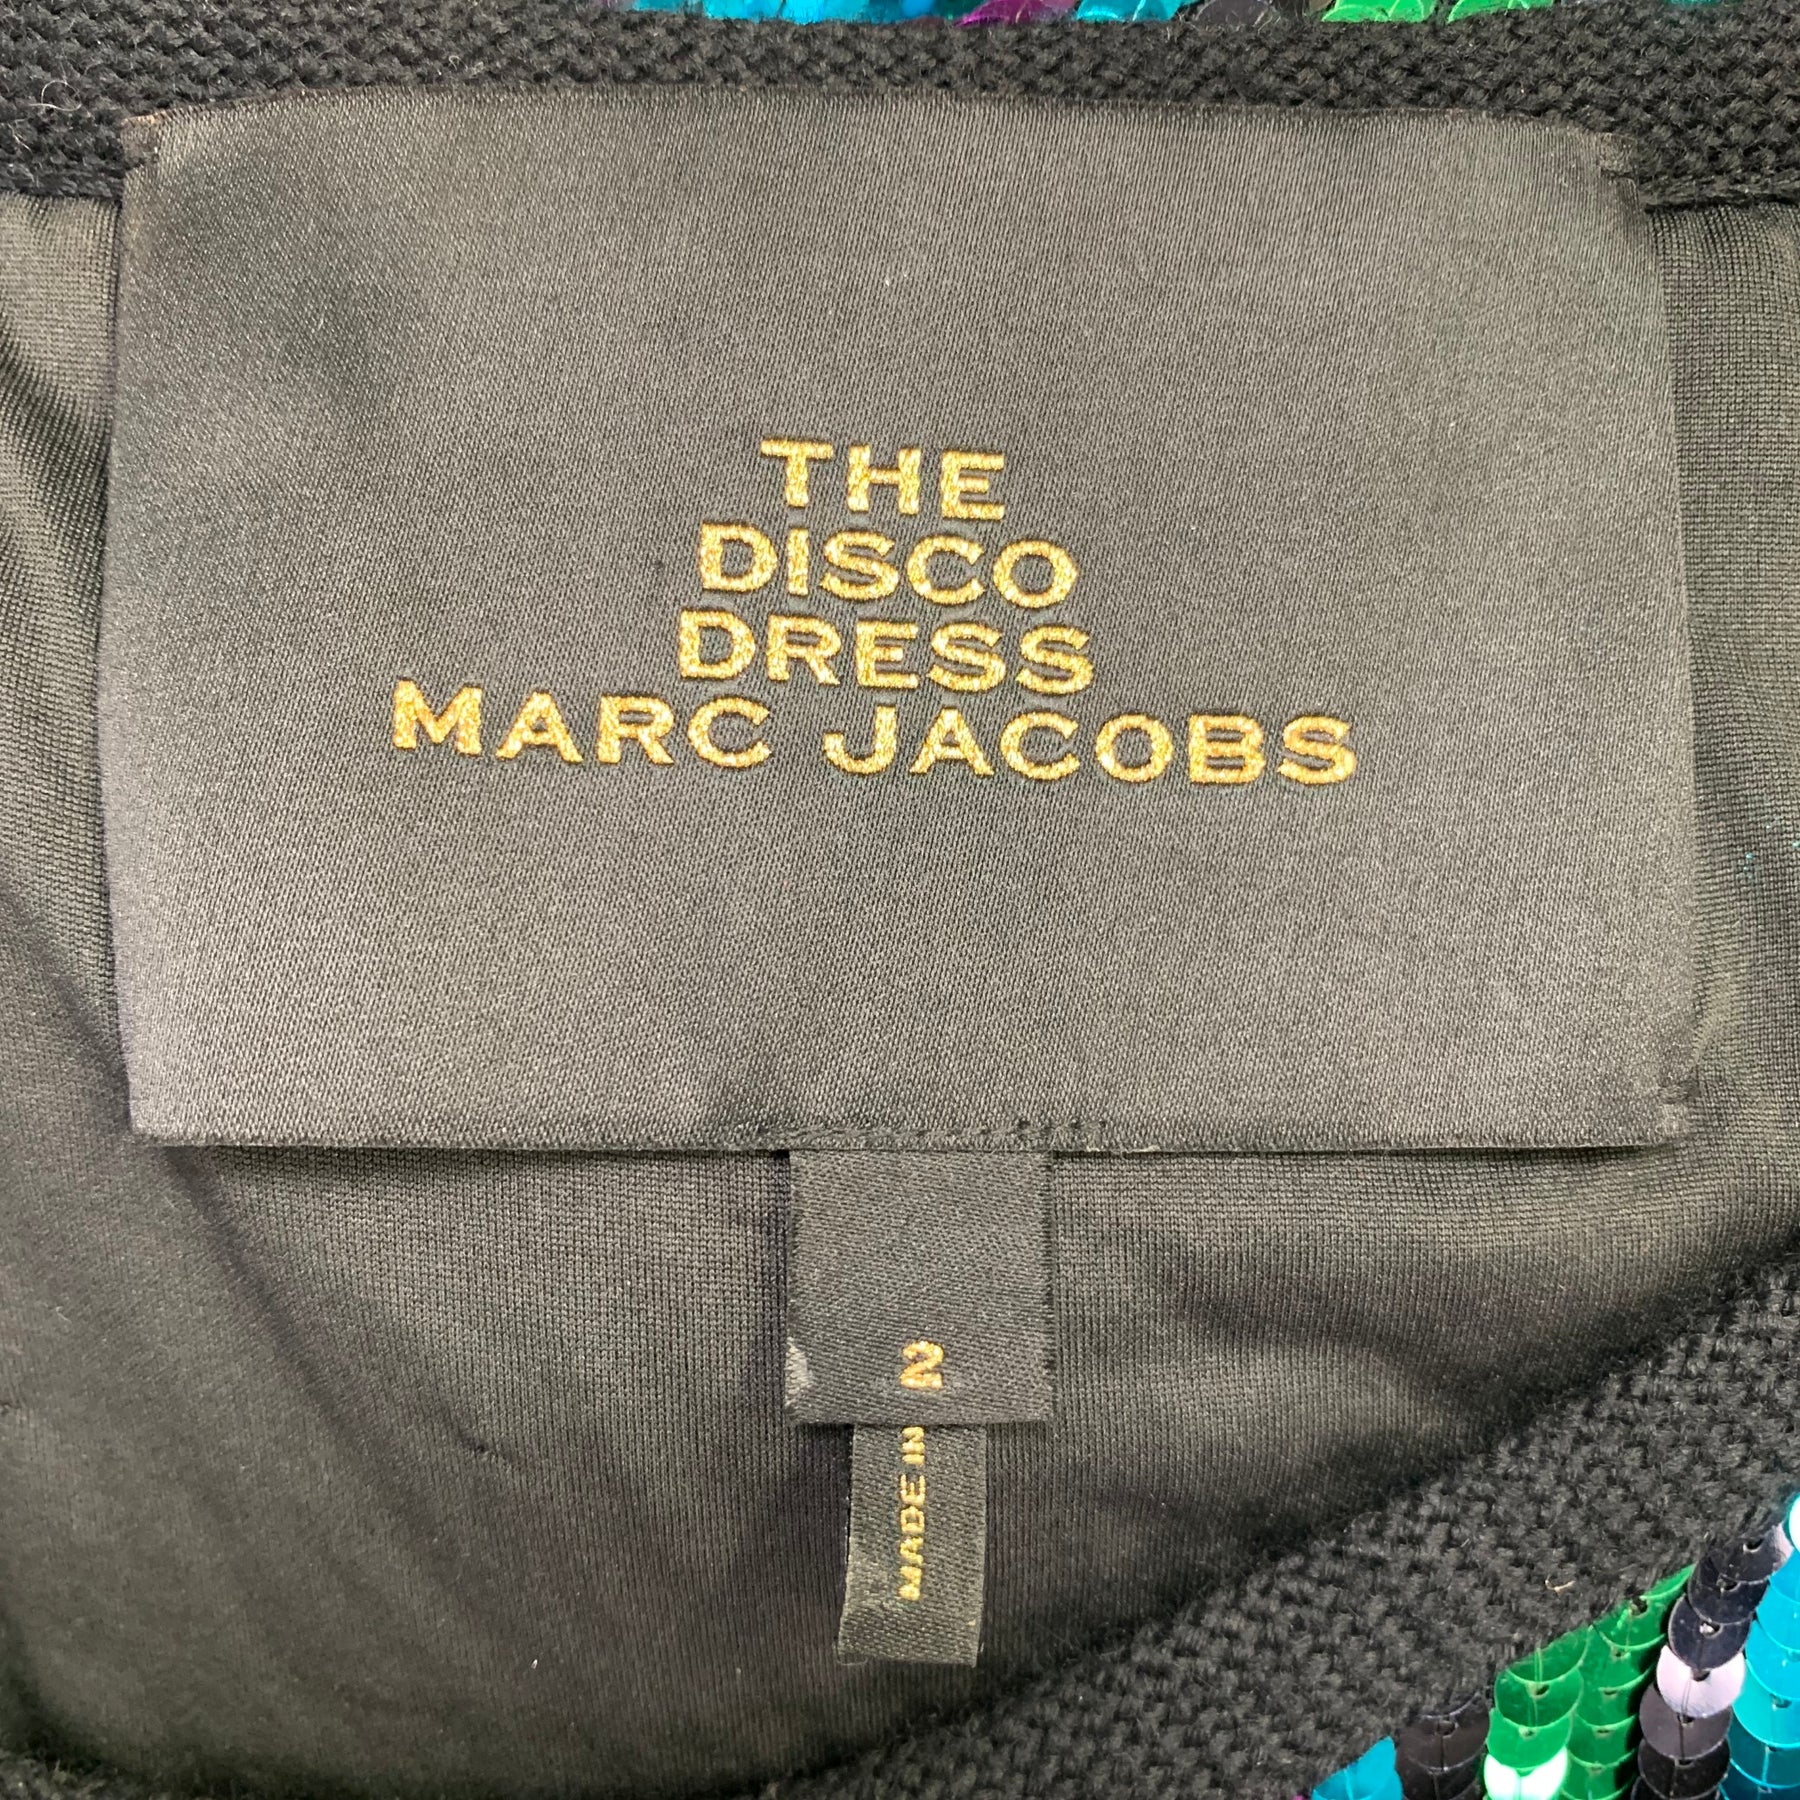 THE
DISCO
DRESS
MARC JACOBS
2
MADE IN